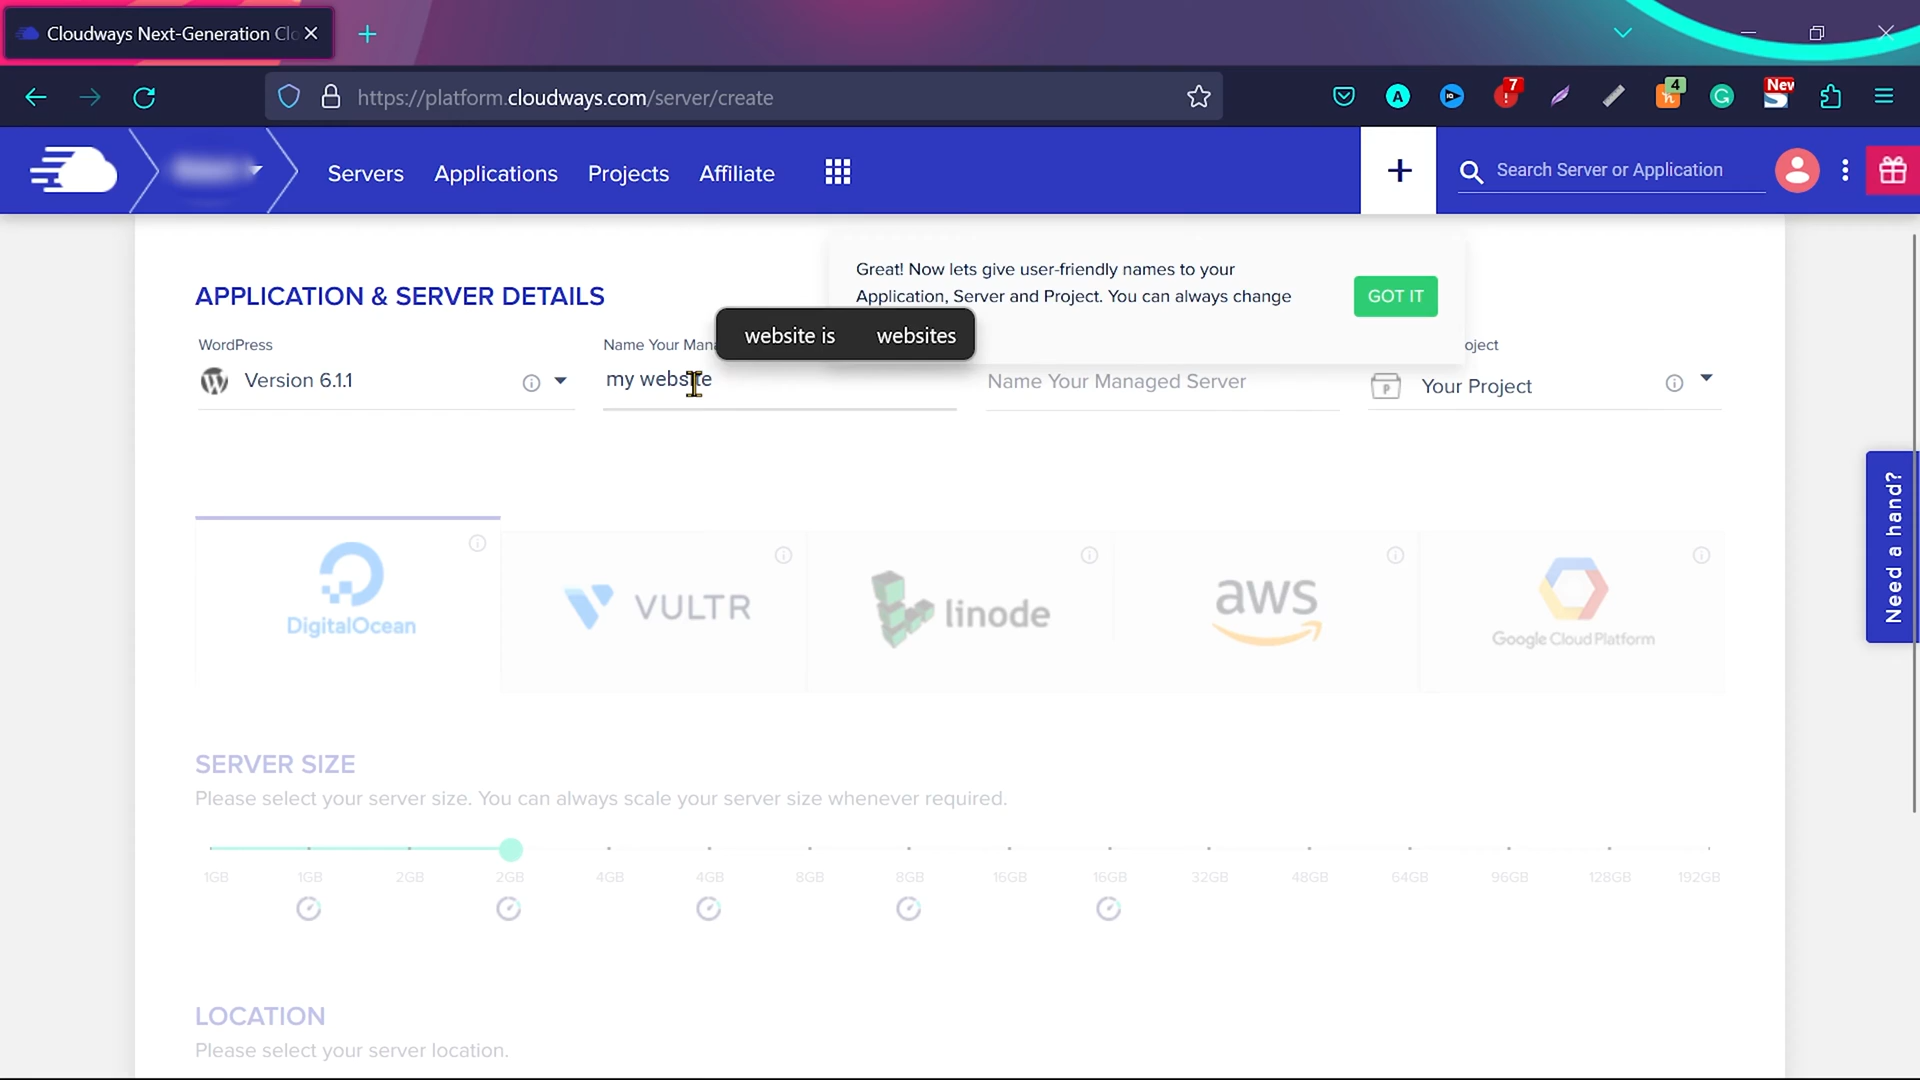 Cloudways Next-Generation Clo
https://platform.cloudways.com/server/create
7
4
New
Servers
Applications
Projects
Affiliate
Search Server or Application
APPLICATION & SERVER DETAILS
Great! Now lets give user-friendly names to your
Application, Server and Project. You can always change
GOT IT
website is
websites
WordPress
Version 6.1.1
Name Your Mana
my website
Name Your Managed Server
oject
Your Project
Need a hand?
DigitalOcean
VULTR
linode
aws
Google Cloud Platform
SERVER SIZE
Please select your server size. You can always scale your server size whenever required.
1GB 1GB 2GB 2GB 4GB 4GB 8GB 8GB 16GB 16GB 32GB 48GB 64GB 96GB 128GB 192GB
LOCATION
Please select your server location.